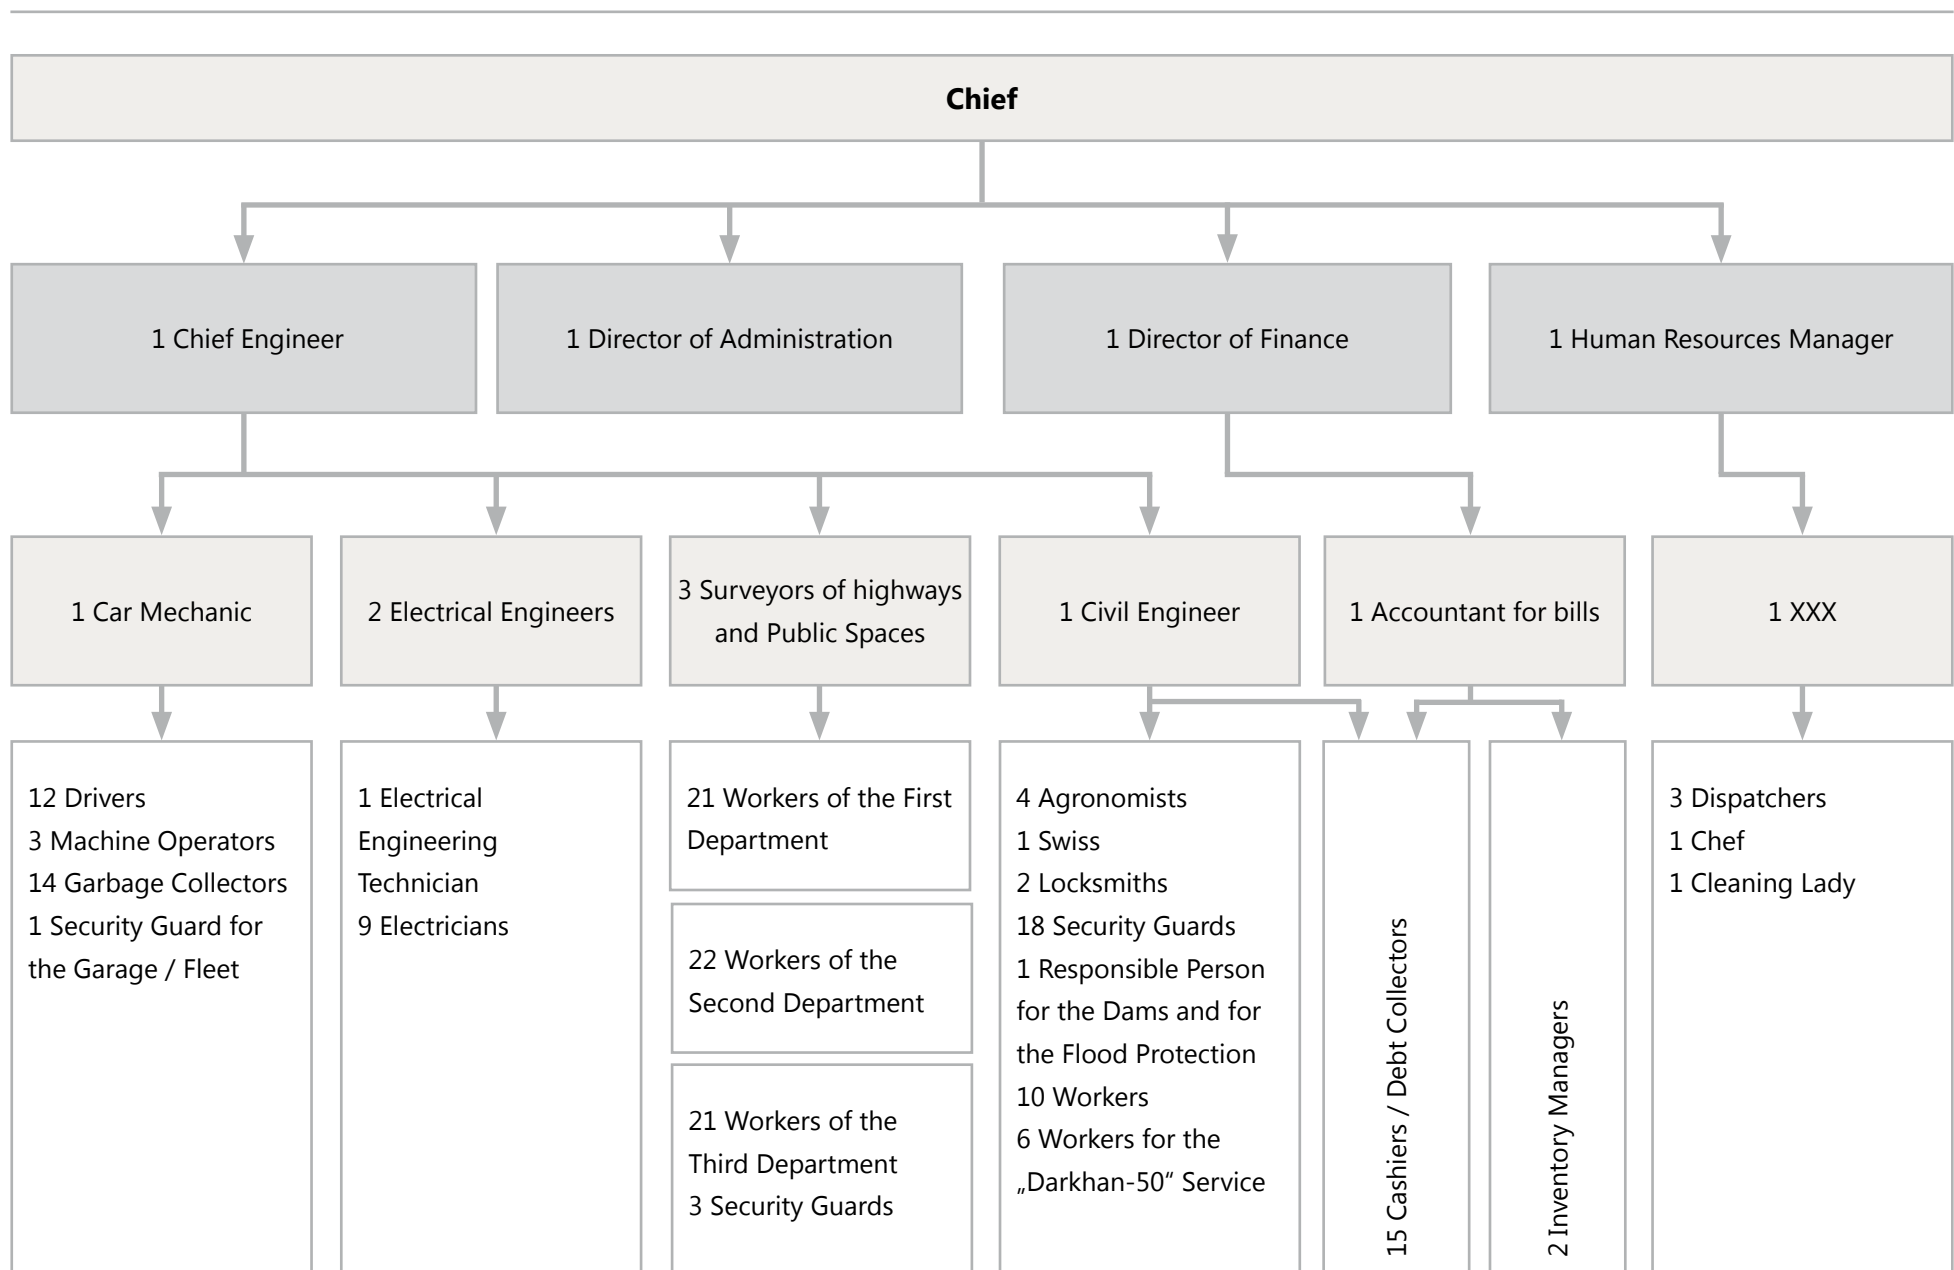 Chief
1 Chief Engineer
1 Director of Administration
1 Director of Finance
1 Human Resources Manager
1 Car Mechanic
2 Electrical Engineers
3 Surveyors of highways
and Public Spaces
1 Civil Engineer
1 Accountant for bills
1 XXX
12 Drivers
3 Machine Operators
14 Garbage Collectors
1 Security Guard for
the Garage / Fleet
1 Electrical
Engineering
Technician
9 Electricians
21 Workers of the First
Department
22 Workers of the
Second Department
21 Workers of the
Third Department
3 Security Guards
4 Agronomists
1 Swiss
2 Locksmiths
18 Security Guards
1 Responsible Person
for the Dams and for
the Flood Protection
10 Workers
6 Workers for the
„Darkhan-50“ Service
15 Cashiers / Debt Collectors
2 Inventory Managers
3 Dispatchers
1 Chef
1 Cleaning Lady